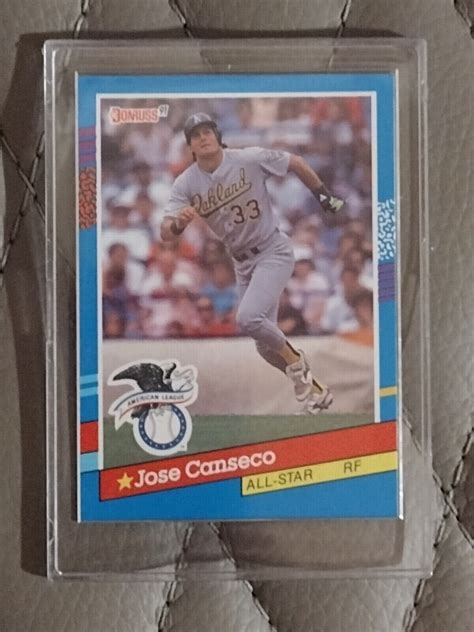 DONRUSS 91
Oakland
33
AMERICAN LEAGUE
Jose Canseco
ALL-STAR RF